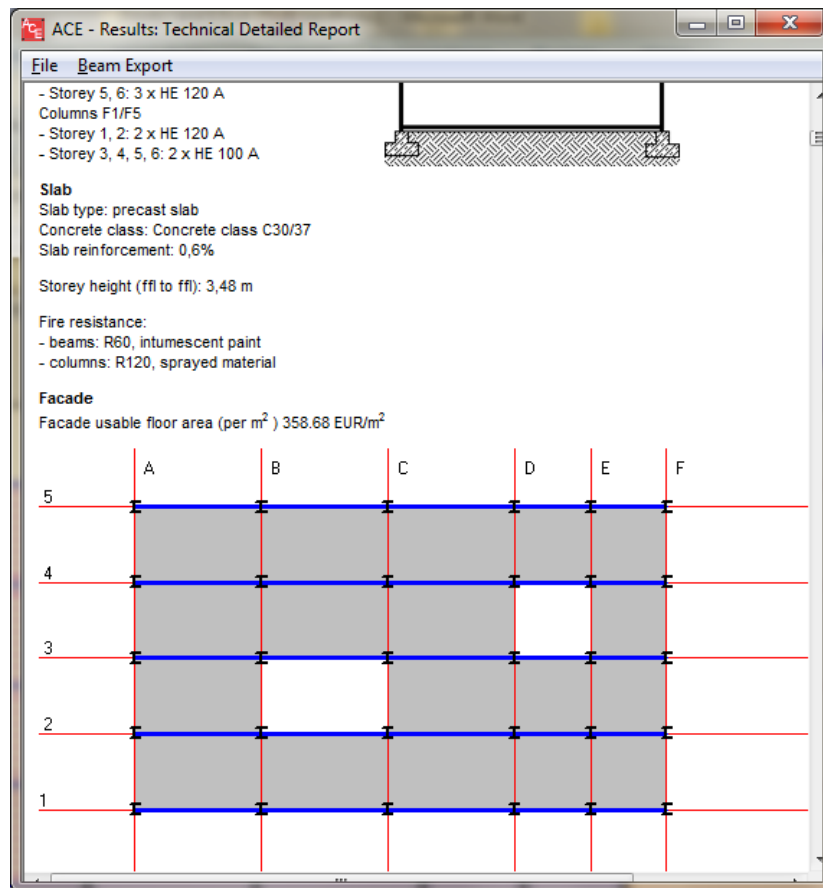 ACE - Results: Technical Detailed Report
File Beam Export
- Storey 5, 6: 3 x HE 120 A
Columns F1/F5
- Storey 1, 2: 2 x HE 120 A
- Storey 3, 4, 5, 6: 2 x HE 100 A
Slab
Slab type: precast slab
Concrete class: Concrete class C30/37
Slab reinforcement: 0,6%
Storey height (ffl to ffl): 3,48 m
Fire resistance:
- beams: R60, intumescent paint
- columns: R120, sprayed material
Facade
Facade usable floor area (per m² ) 358.68 EUR/m²
A B C D E F
5
4
3
2
1